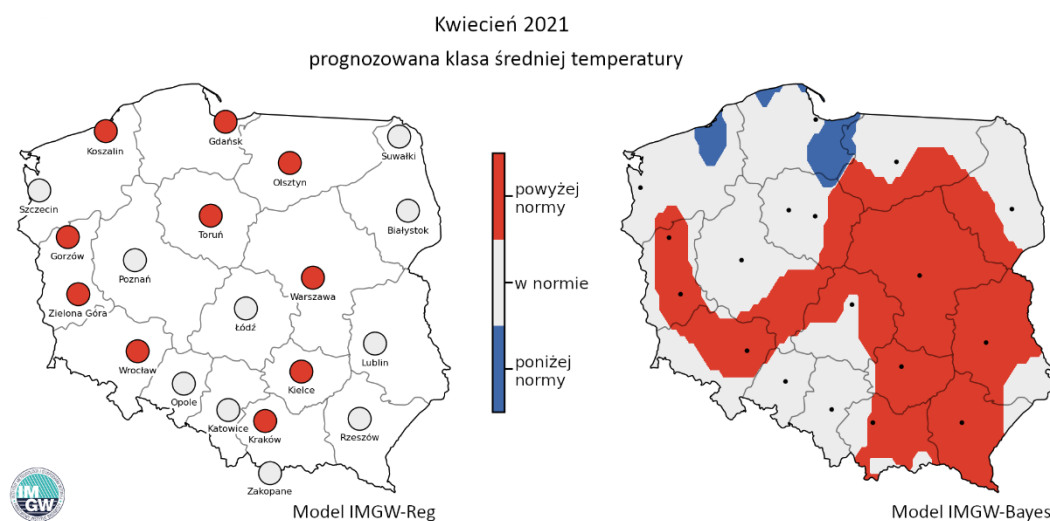 Kwiecień 2021
prognozowana klasa średniej temperatury
Koszalin
Gdańsk
Suwałki
Olsztyn
Szczecin
Toruń
Białystok
Gorzów
Poznań
Zielona Góra
Warszawa
Łódź
Wrocław
Lublin
Opole
Kielce
Katowice
Kraków
Rzeszów
Zakopane
powyżej
normy
w normie
poniżej
normy
IM
GW
Model IMGW-Reg
Model IMGW-Bayes